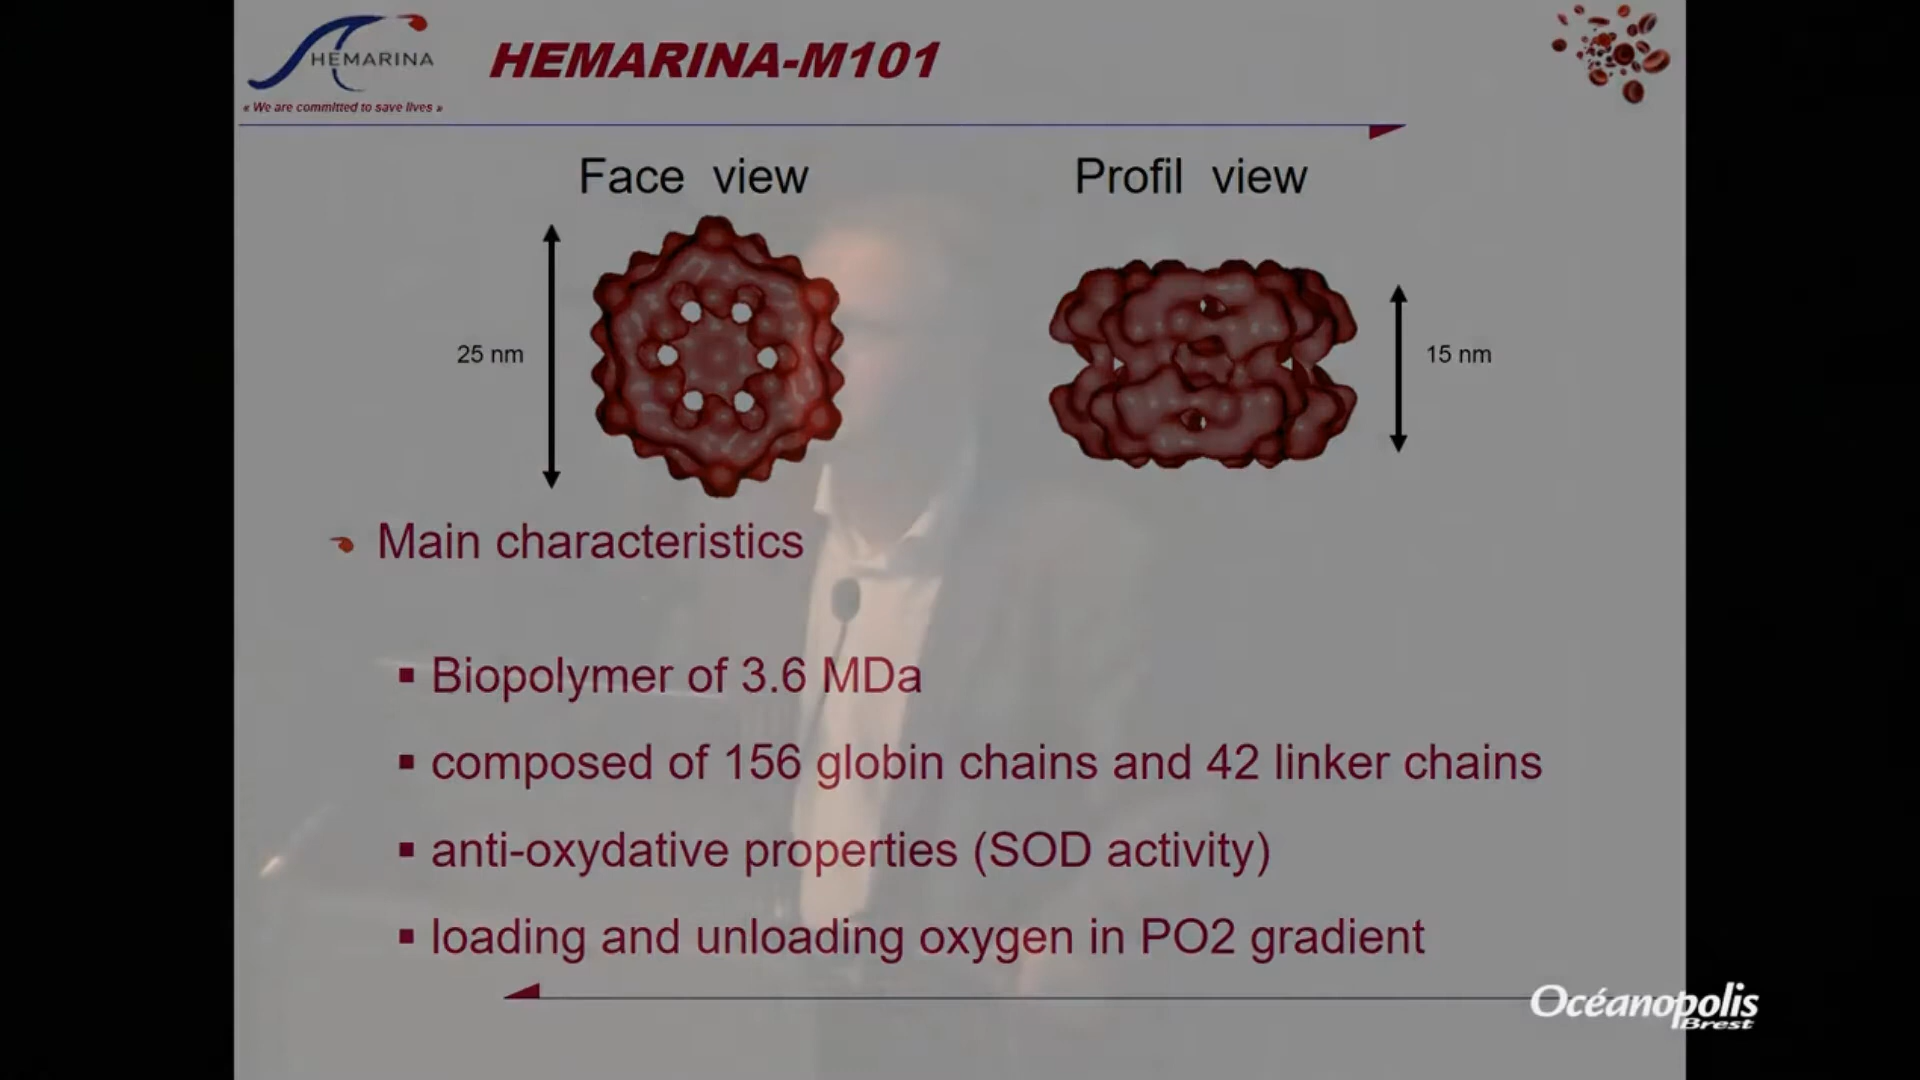 HEMARINA
« We are committed to save lives »
HEMARINA-M101
Face view
Profil view
25 nm
15 nm
Main characteristics
▪ Biopolymer of 3.6 MDa
▪ composed of 156 globin chains and 42 linker chains
▪ anti-oxydative properties (SOD activity)
▪ loading and unloading oxygen in PO2 gradient
Océanopolis
Brest